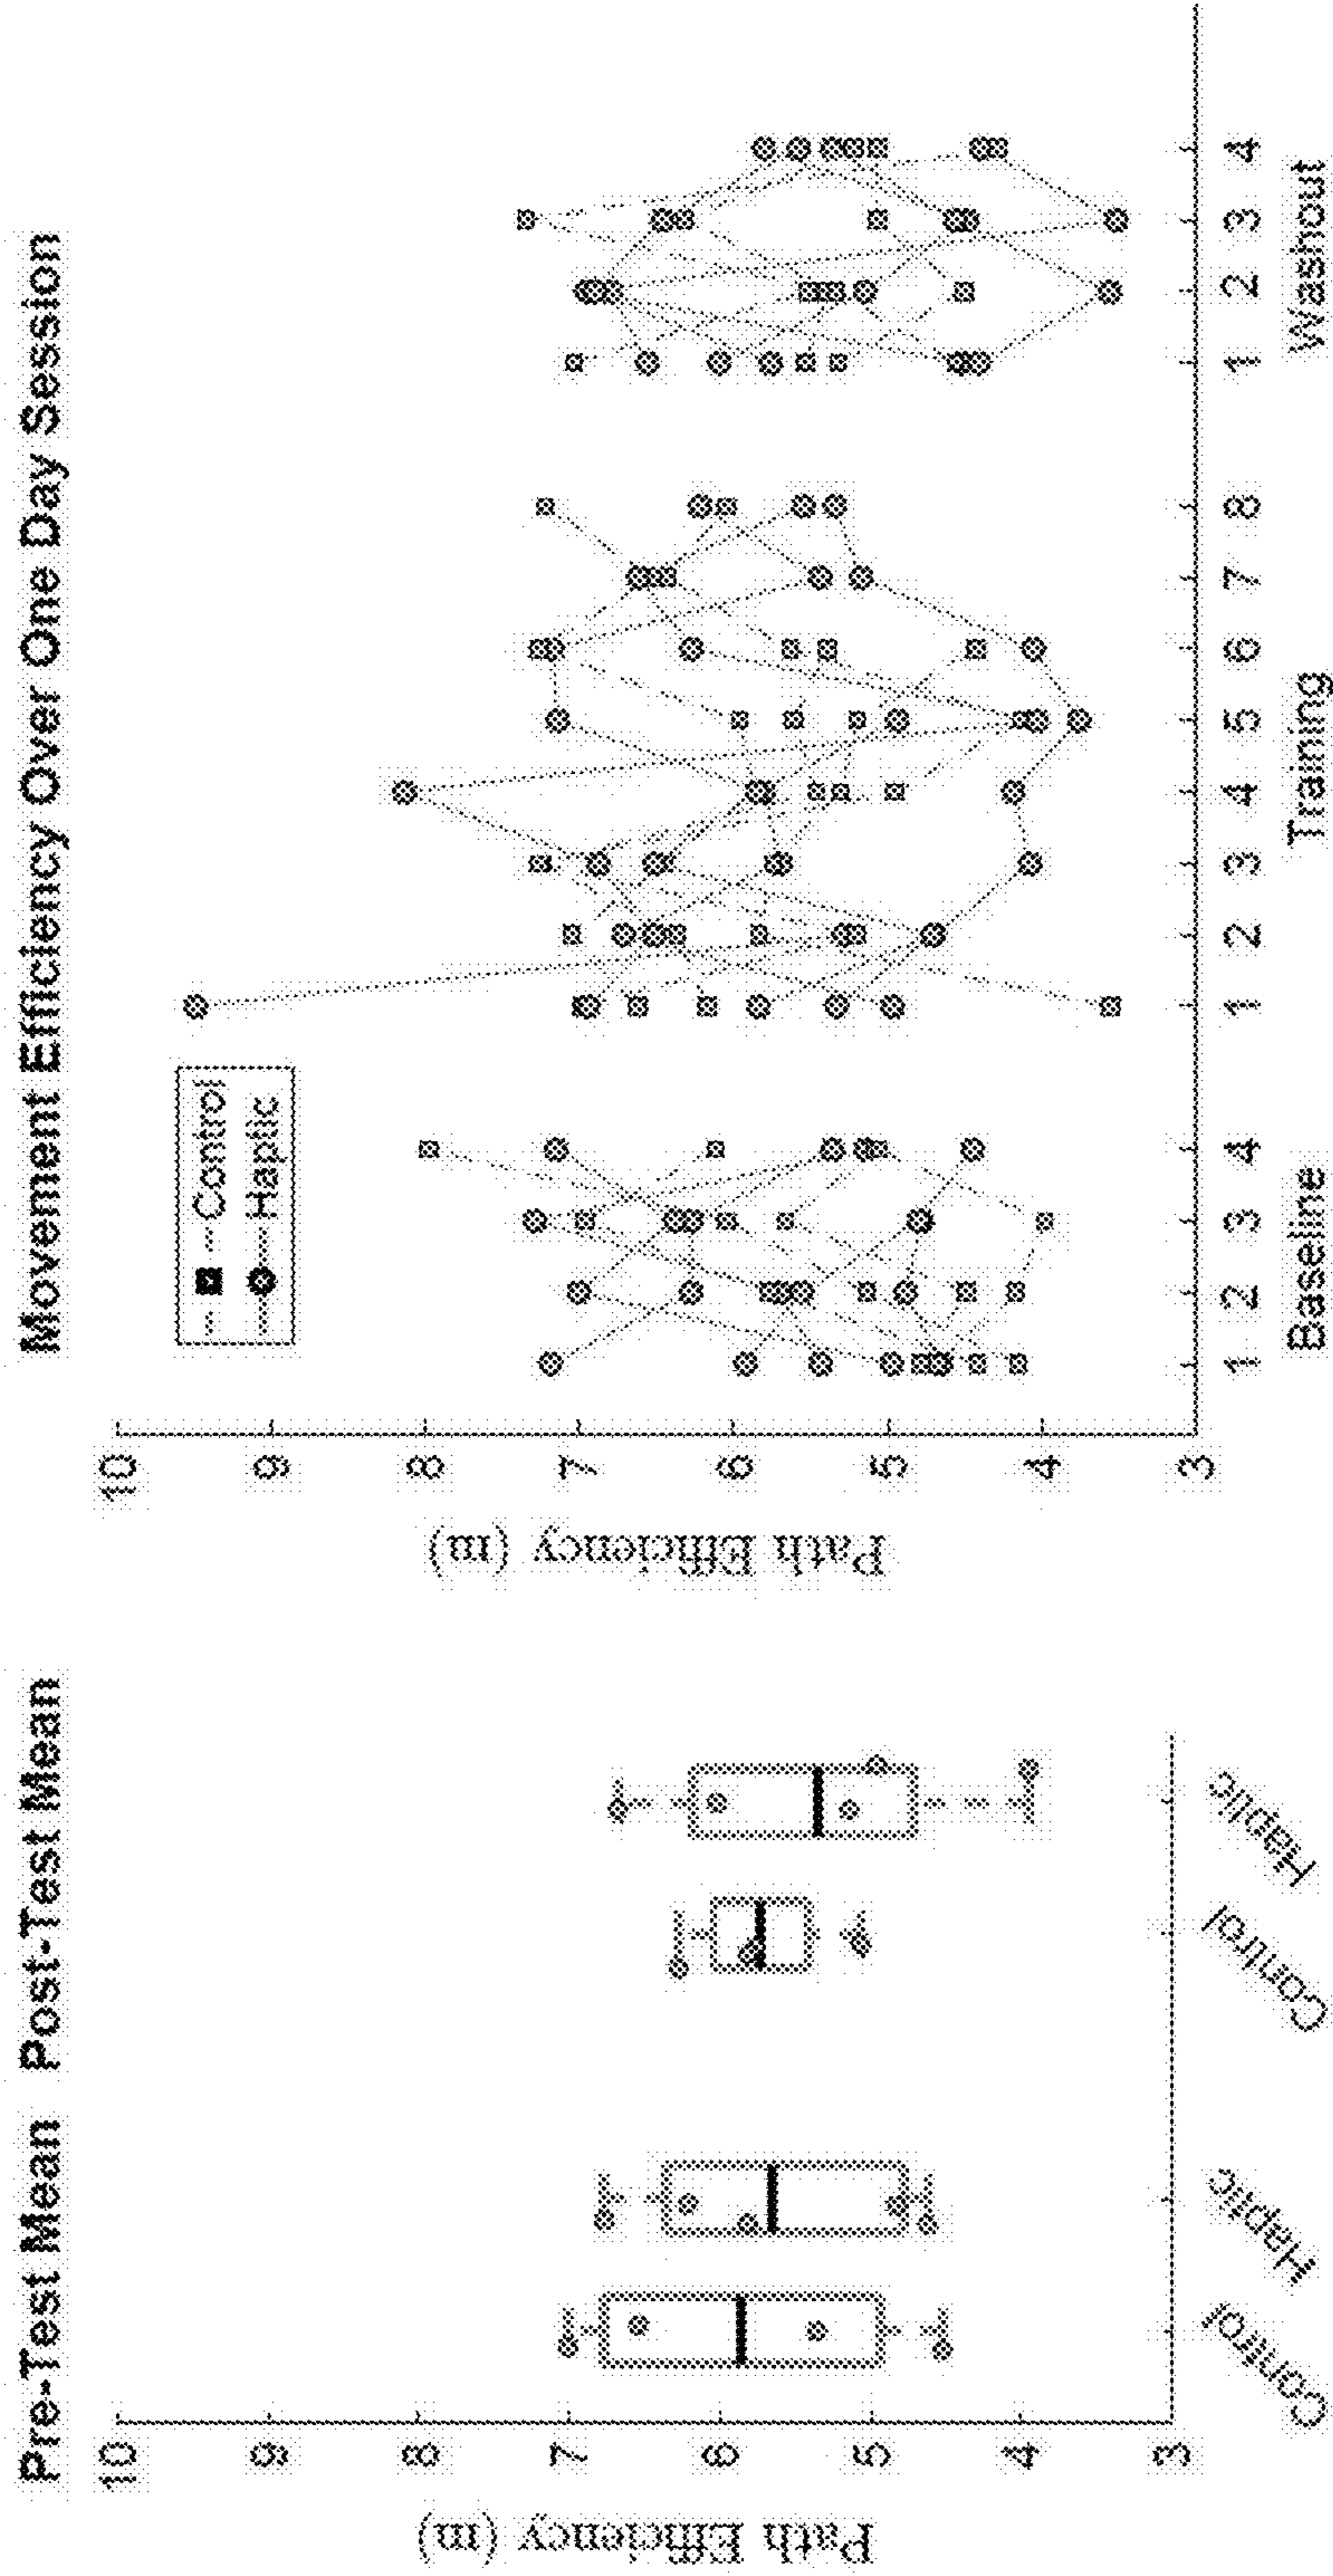 Pre-Test Mean Post-Test Mean
Path Efficiency (m)
10
9
8
7
6
5
4
3
Control
Haptic
Control
Haptic
Movement Efficiency Over One Day Session
Control
Haptic
Path Efficiency (m)
10
9
8
7
6
5
4
3
1 2 3 4 1 2 3 4 5 6 7 8 1 2 3 4
Baseline Training Washout